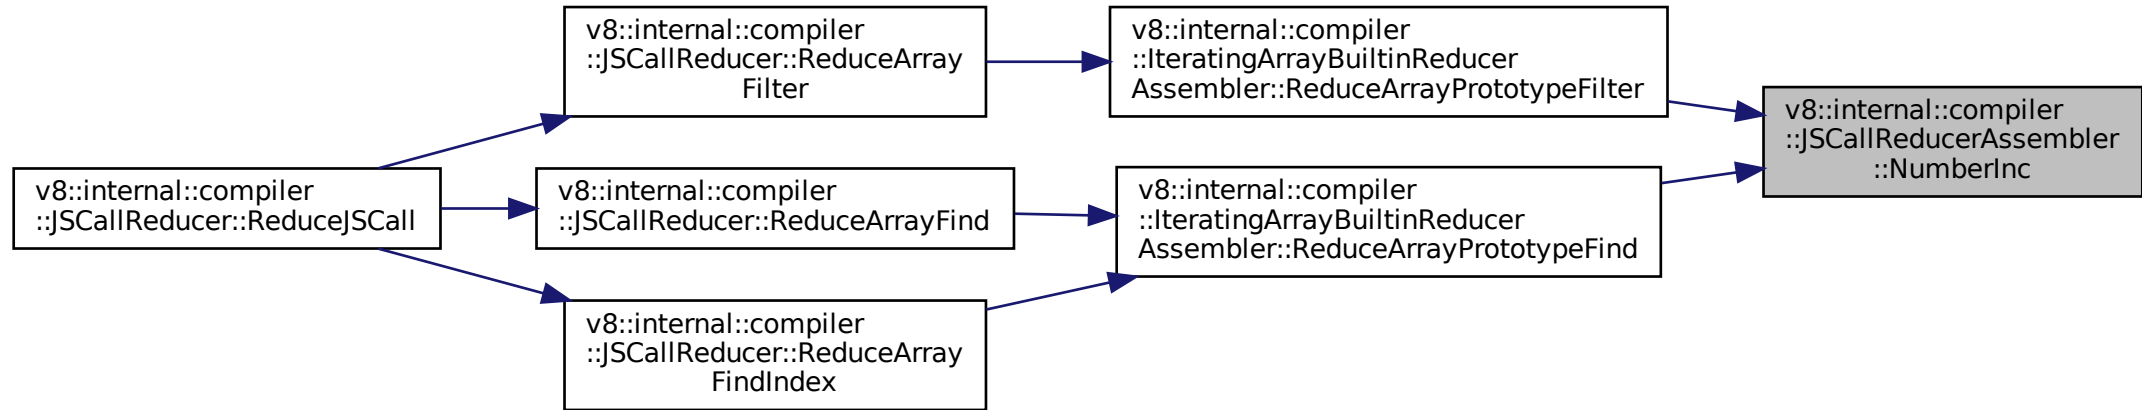 v8::internal::compiler
::JSCallReducer::ReduceArray
Filter
v8::internal::compiler
::IteratingArrayBuiltinReducer
Assembler::ReduceArrayPrototypeFilter
v8::internal::compiler
::JSCallReducerAssembler
::NumberInc
v8::internal::compiler
::JSCallReducer::ReduceJSCall
v8::internal::compiler
::JSCallReducer::ReduceArrayFind
v8::internal::compiler
::IteratingArrayBuiltinReducer
Assembler::ReduceArrayPrototypeFind
v8::internal::compiler
::JSCallReducer::ReduceArray
FindIndex